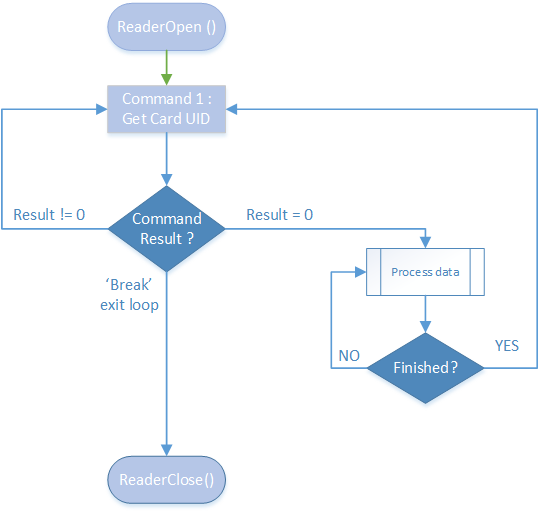 ReaderOpen ()
Command 1 :
Get Card UID
Result != 0
Command
Result ?
Result = 0
Process data
‘Break’
exit loop
NO
Finished ?
YES
ReaderClose()